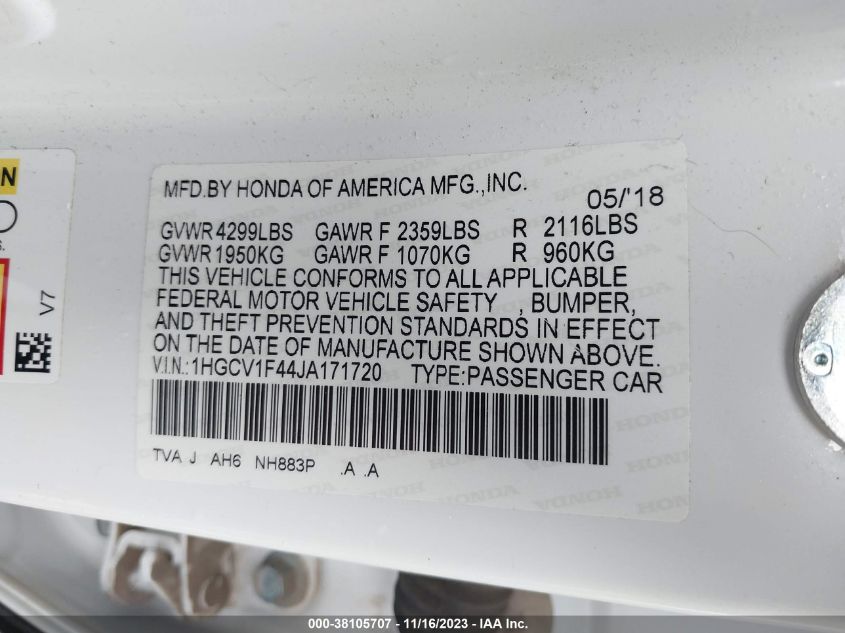 MFD.BY HONDA OF AMERICA MFG.,INC.
05/'18
GVWR 4299LBS GAWR F 2359LBS R 2116LBS
GVWR 1950KG GAWR F 1070KG R 960KG
THIS VEHICLE CONFORMS TO ALL APPLICABLE
FEDERAL MOTOR VEHICLE SAFETY , BUMPER,
AND THEFT PREVENTION STANDARDS IN EFFECT
ON THE DATE OF MANUFACTURE SHOWN ABOVE.
V.I.N.:1HGCV1F44JA171720 TYPE:PASSENGER CAR
TVA J AH6 NH883P .A .A
V7
000-38105707 - 11/16/2023 - IAA Inc.